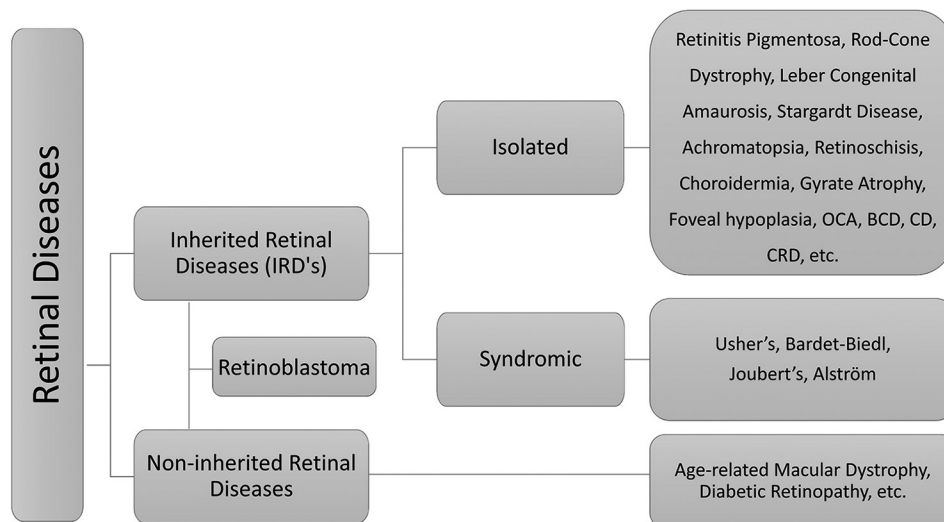 Retinal Diseases
Inherited Retinal
Diseases (IRD's)
Retinoblastoma
Non-inherited Retinal
Diseases
Isolated
Syndromic
Retinitis Pigmentosa, Rod-Cone
Dystrophy, Leber Congenital
Amaurosis, Stargardt Disease,
Achromatopsia, Retinoschisis,
Choroidermia, Gyrate Atrophy,
Foveal hypoplasia, OCA, BCD, CD,
CRD, etc.
Usher’s, Bardet-Biedl,
Joubert’s, Alström
Age-related Macular Dystrophy,
Diabetic Retinopathy, etc.